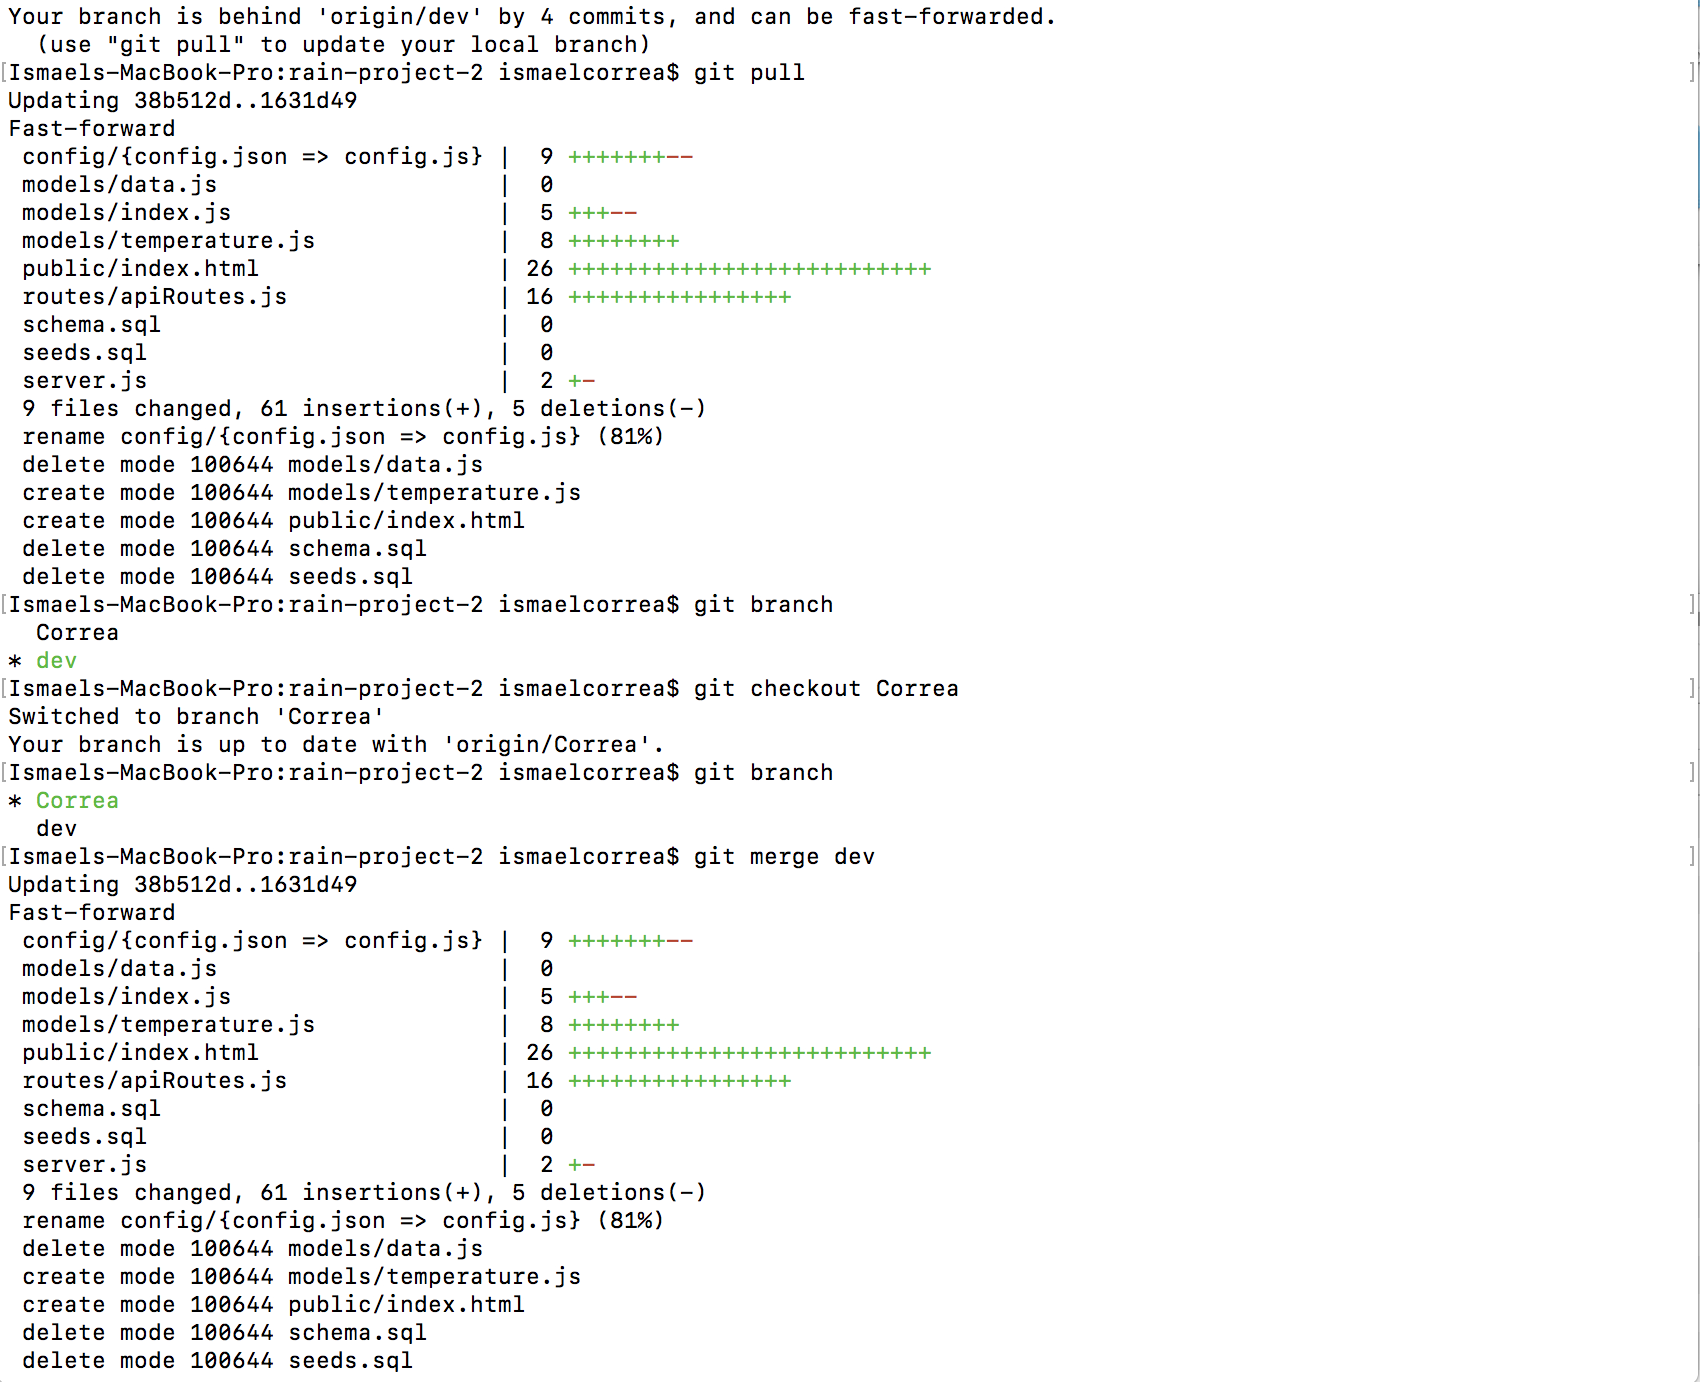 Your branch is behind 'origin/dev' by 4 commits, and can be fast-forwarded.
  (use "git pull" to update your local branch)
[Ismaels-MacBook-Pro:rain-project-2 ismaelcorrea$ git pull ]
Updating 38b512d..1631d49
Fast-forward
 config/{config.json => config.js} |  9 +++++++--
 models/data.js                    |  0
 models/index.js                   |  5 +++--
 models/temperature.js             |  8 ++++++++
 public/index.html                 | 26 ++++++++++++++++++++++++++
 routes/apiRoutes.js               | 16 ++++++++++++++++
 schema.sql                        |  0
 seeds.sql                         |  0
 server.js                         |  2 +-
 9 files changed, 61 insertions(+), 5 deletions(-)
 rename config/{config.json => config.js} (81%)
 delete mode 100644 models/data.js
 create mode 100644 models/temperature.js
 create mode 100644 public/index.html
 delete mode 100644 schema.sql
 delete mode 100644 seeds.sql
[Ismaels-MacBook-Pro:rain-project-2 ismaelcorrea$ git branch ]
  Correa
* dev
[Ismaels-MacBook-Pro:rain-project-2 ismaelcorrea$ git checkout Correa ]
Switched to branch 'Correa'
Your branch is up to date with 'origin/Correa'.
[Ismaels-MacBook-Pro:rain-project-2 ismaelcorrea$ git branch ]
* Correa
  dev
[Ismaels-MacBook-Pro:rain-project-2 ismaelcorrea$ git merge dev ]
Updating 38b512d..1631d49
Fast-forward
 config/{config.json => config.js} |  9 +++++++--
 models/data.js                    |  0
 models/index.js                   |  5 +++--
 models/temperature.js             |  8 ++++++++
 public/index.html                 | 26 ++++++++++++++++++++++++++
 routes/apiRoutes.js               | 16 ++++++++++++++++
 schema.sql                        |  0
 seeds.sql                         |  0
 server.js                         |  2 +-
 9 files changed, 61 insertions(+), 5 deletions(-)
 rename config/{config.json => config.js} (81%)
 delete mode 100644 models/data.js
 create mode 100644 models/temperature.js
 create mode 100644 public/index.html
 delete mode 100644 schema.sql
 delete mode 100644 seeds.sql